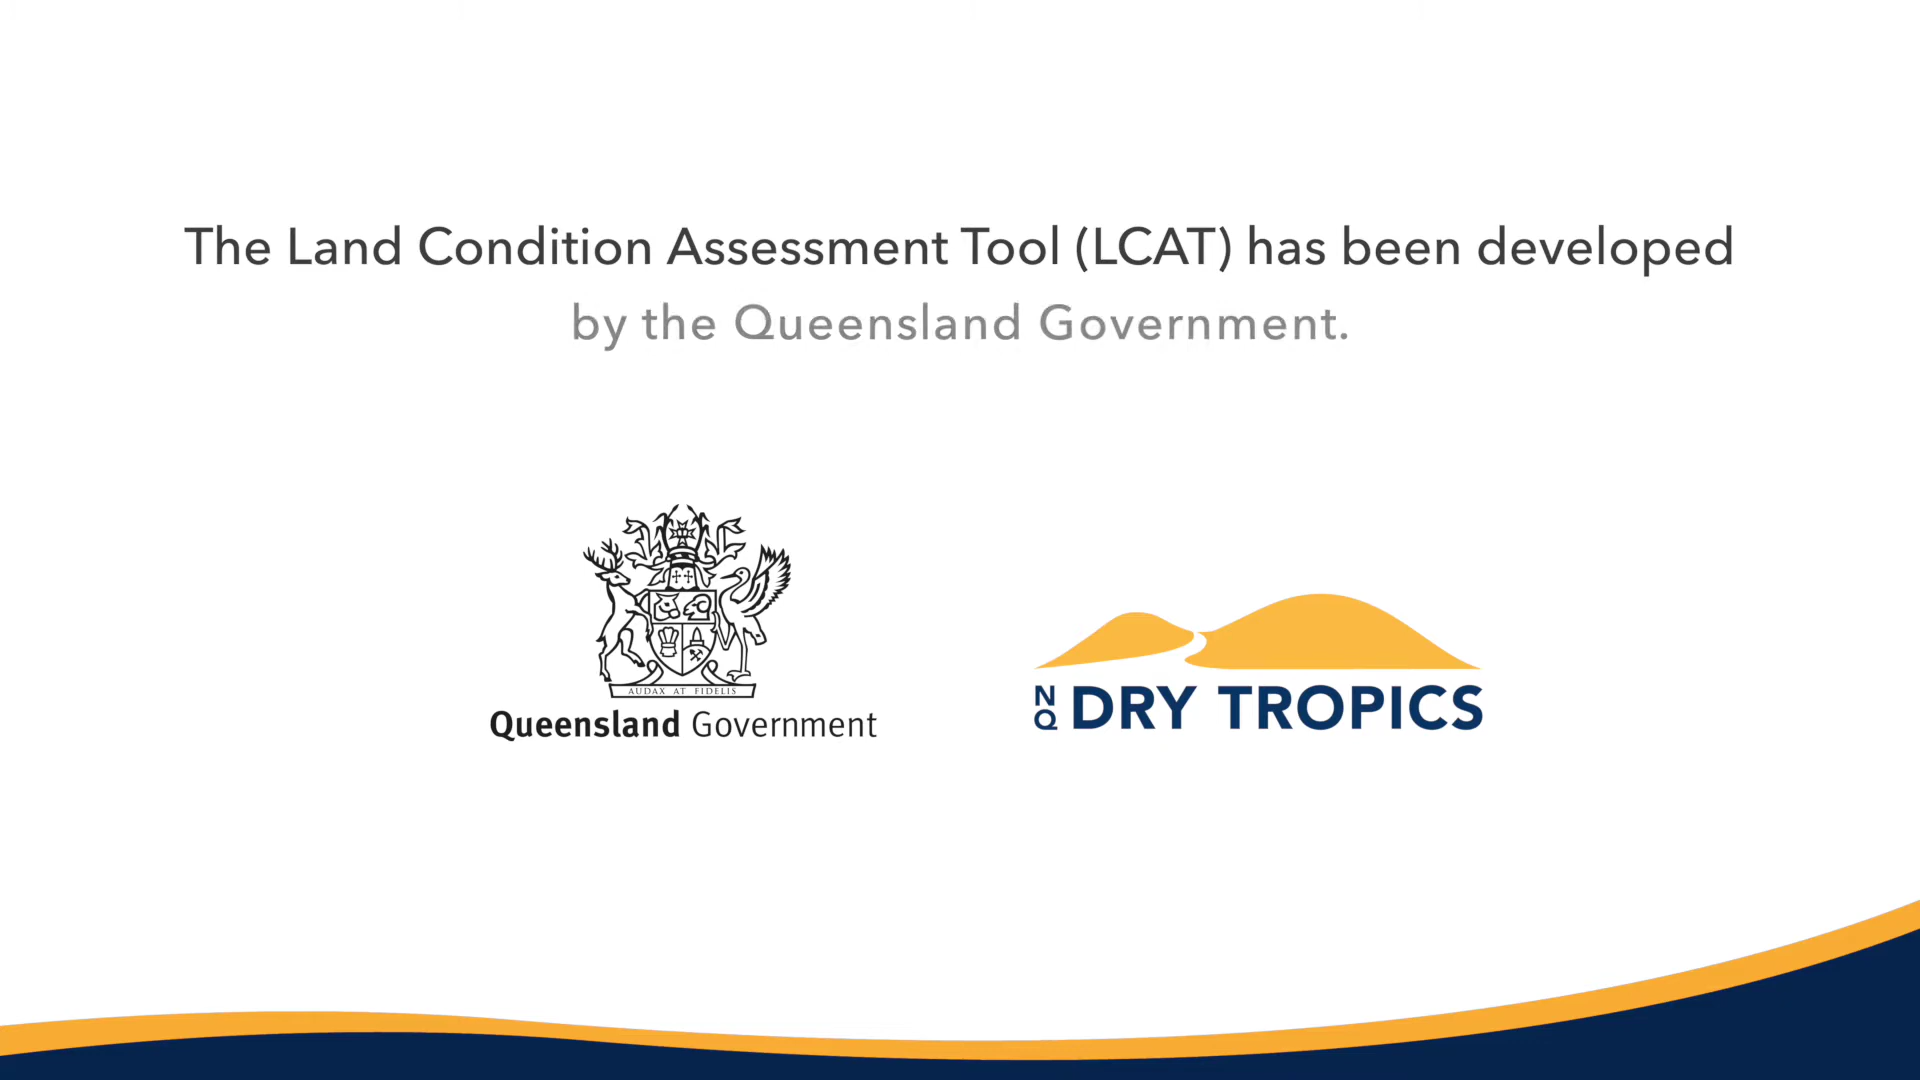 The Land Condition Assessment Tool (LCAT) has been developed
by the Queensland Government.
AUDAX AT FIDELIS
Queensland Government
NQ DRY TROPICS